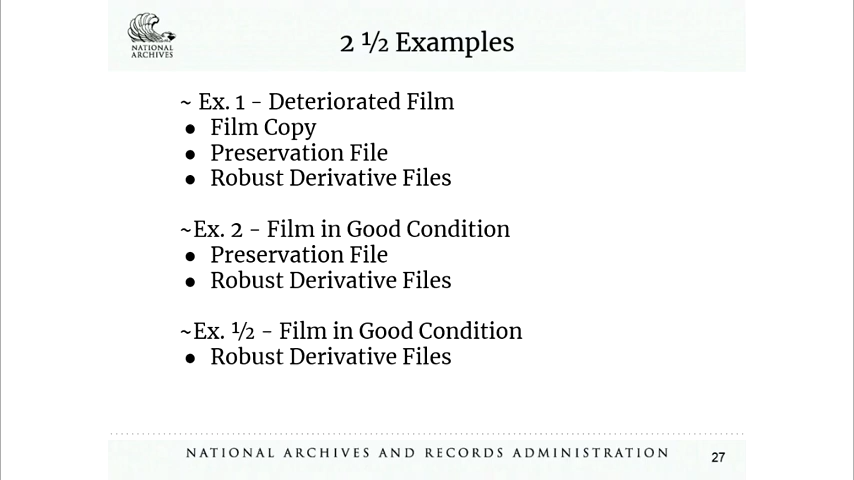 NATIONAL
ARCHIVES
2 ½ Examples
~ Ex. 1 - Deteriorated Film
● Film Copy
● Preservation File
● Robust Derivative Files
~Ex. 2 - Film in Good Condition
● Preservation File
● Robust Derivative Files
~Ex. ½ - Film in Good Condition
● Robust Derivative Files
NATIONAL ARCHIVES AND RECORDS ADMINISTRATION
27